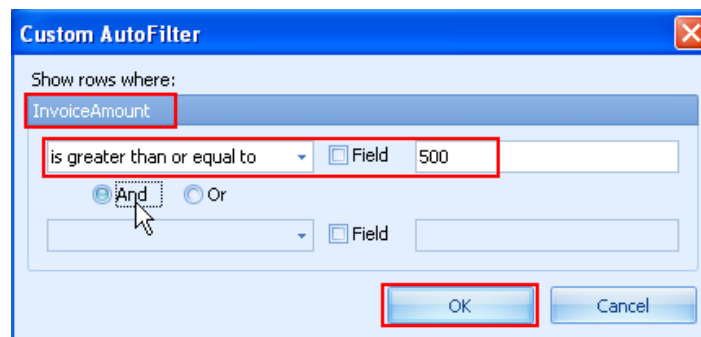 Custom AutoFilter
Show rows where:
InvoiceAmount
is greater than or equal to Field 500
And Or
Field
OK Cancel